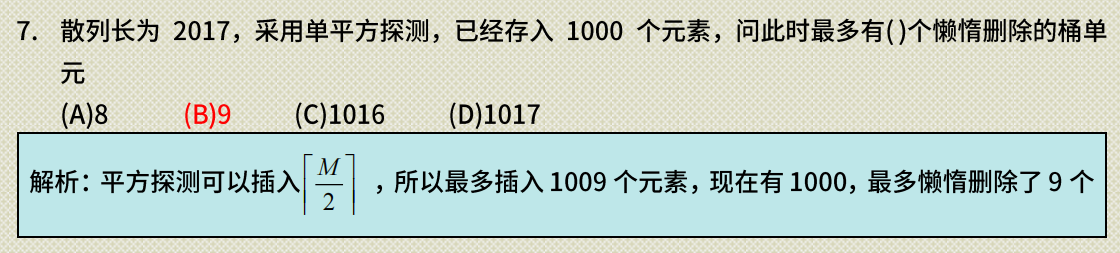 7. 散列长为 2017，采用单平方探测，已经存入 1000 个元素，问此时最多有( )个懒惰删除的桶单
元
(A)8 (B)9 (C)1016 (D)1017
解析：平方探测可以插入⌈M/2⌉ ，所以最多插入 1009 个元素，现在有 1000，最多懒惰删除了 9 个